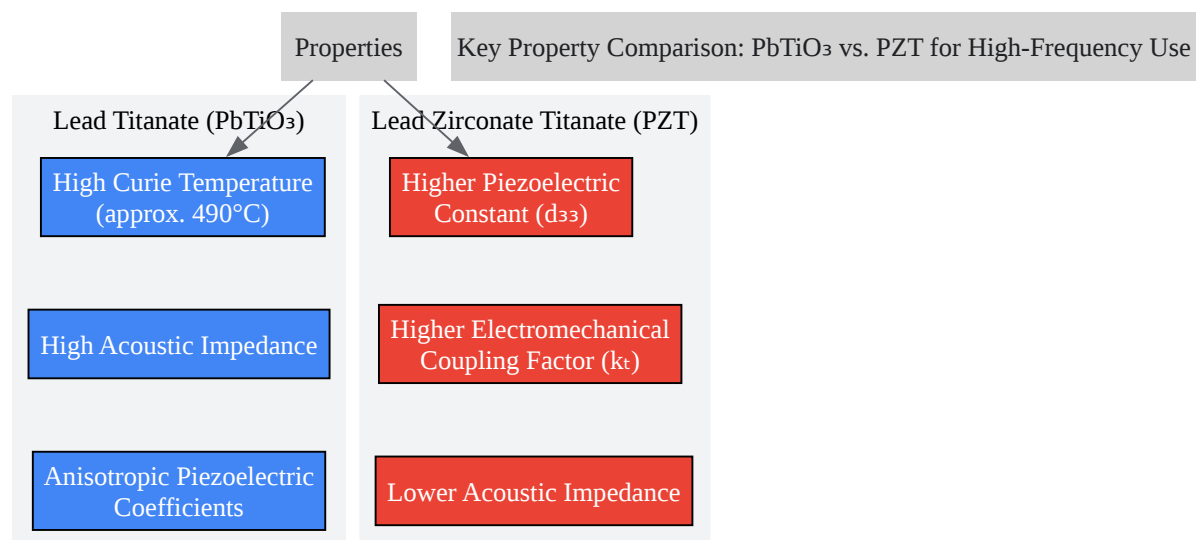 Properties
Key Property Comparison: PbTiO₃ vs. PZT for High-Frequency Use
Lead Titanate (PbTiO₃)
High Curie Temperature
(approx. 490°C)
High Acoustic Impedance
Anisotropic Piezoelectric
Coefficients
Lead Zirconate Titanate (PZT)
Higher Piezoelectric
Constant (d₃₃)
Higher Electromechanical
Coupling Factor (kₜ)
Lower Acoustic Impedance